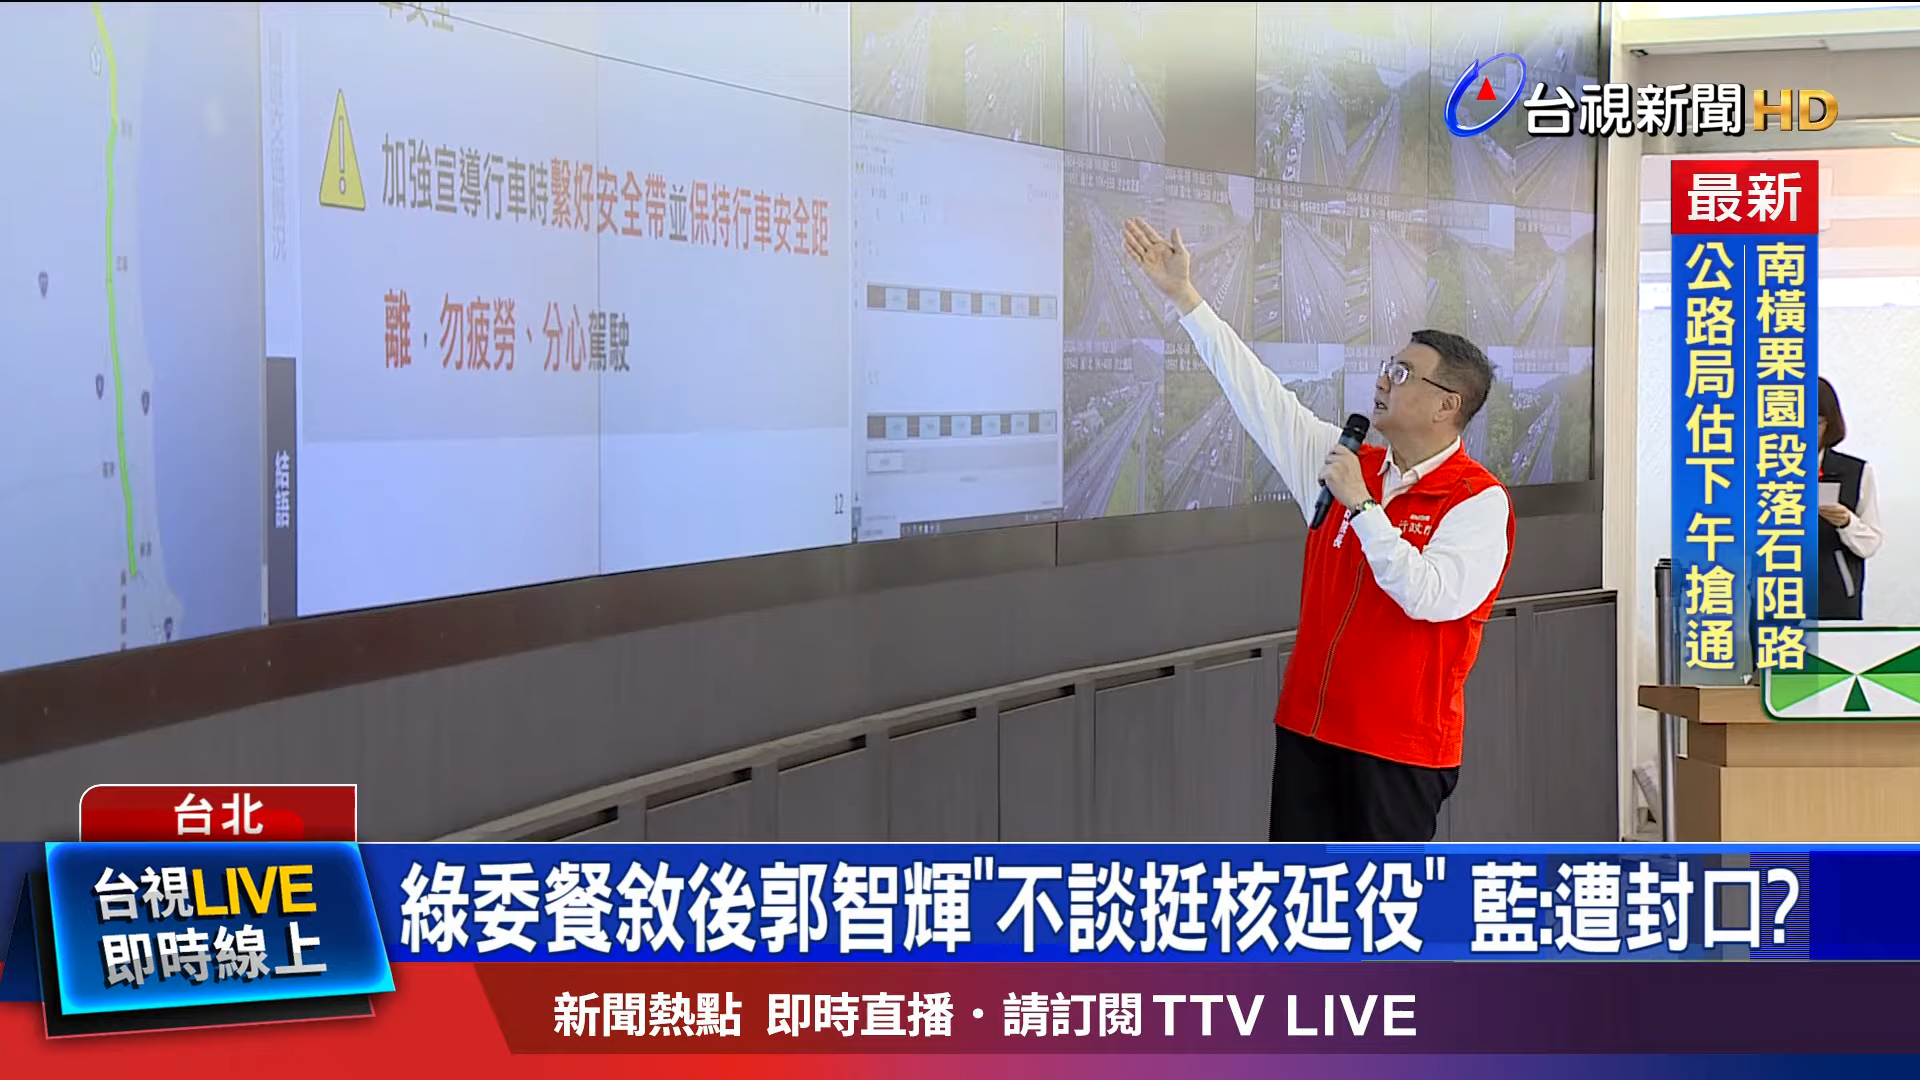 加強宣導行車時繫好安全帶並保持行車安全距
離，勿疲勞、分心駕駛
結語
12
台視新聞HD
最新
南橫栗園段落石阻路
公路局估下午搶通
行政
台北
台視LIVE
即時線上
綠委餐敘後郭智輝"不談挺核延役" 藍:遭封口?
新聞熱點 即時直播・請訂閱TTV LIVE